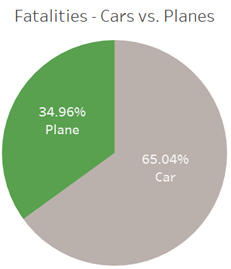 Fatalities - Cars vs. Planes
34.96%
Plane
65.04%
Car